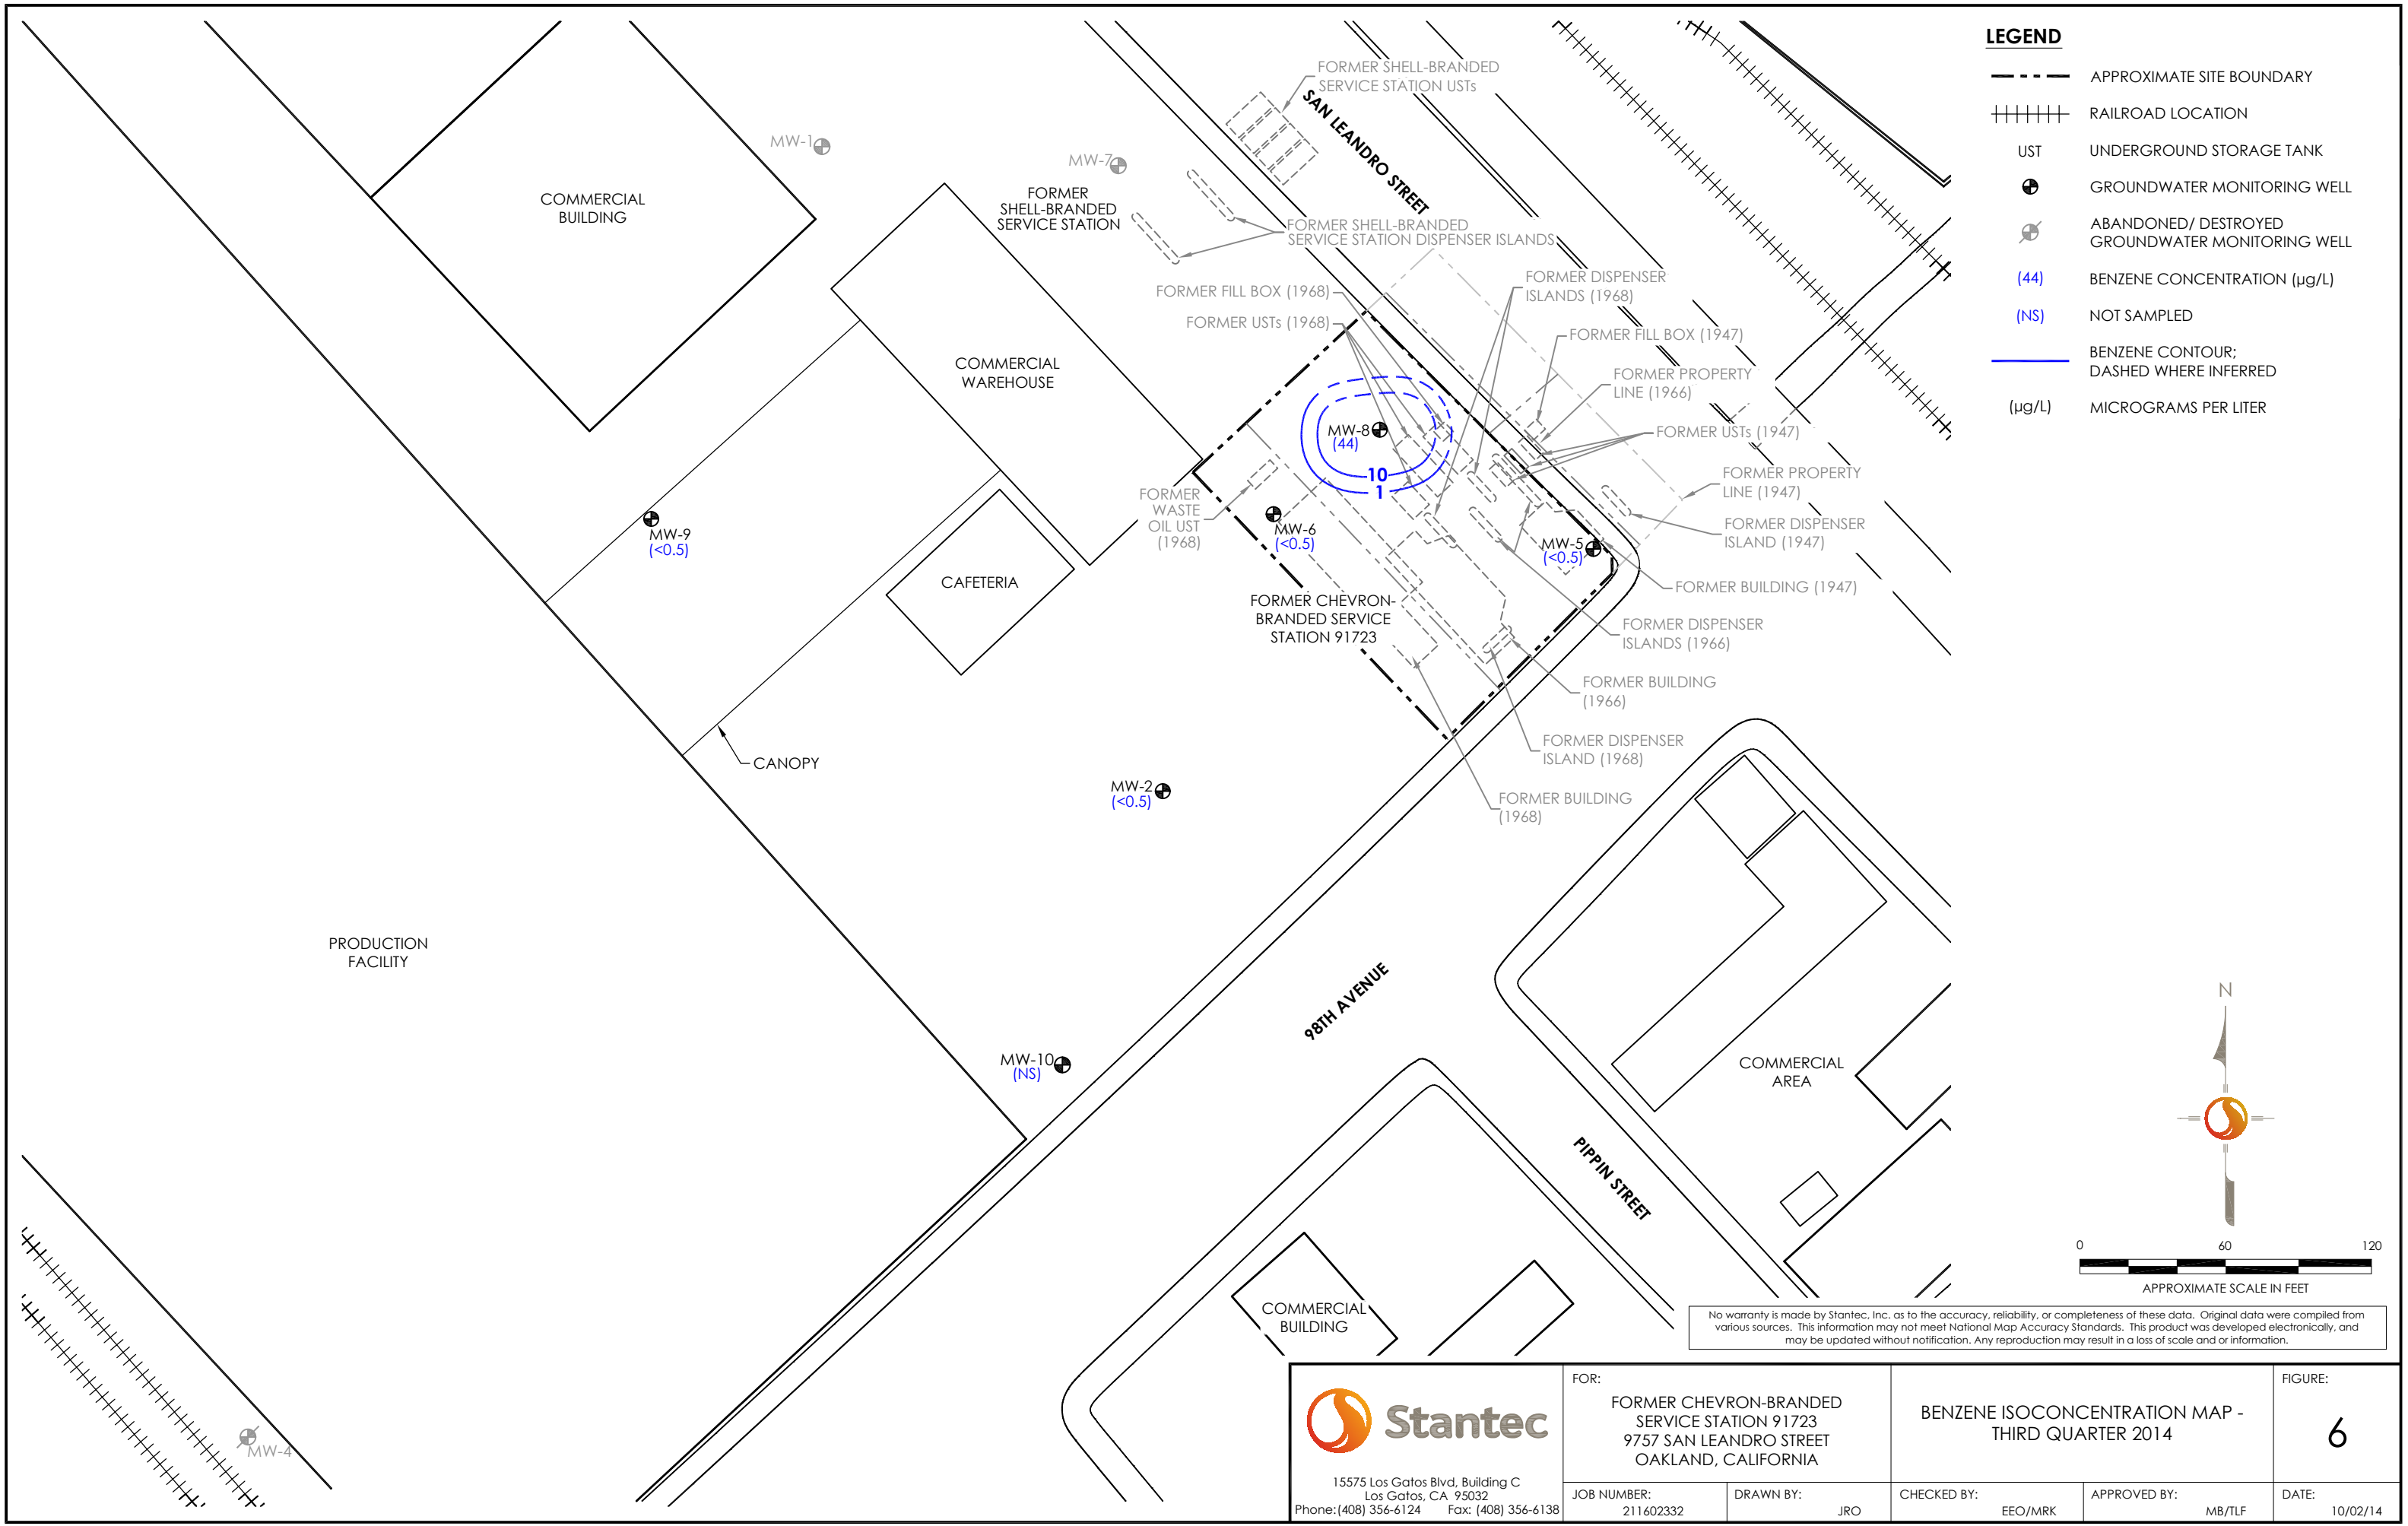 LEGEND
APPROXIMATE SITE BOUNDARY
RAILROAD LOCATION
UST UNDERGROUND STORAGE TANK
GROUNDWATER MONITORING WELL
ABANDONED/ DESTROYED
GROUNDWATER MONITORING WELL
(44) BENZENE CONCENTRATION (µg/L)
(NS) NOT SAMPLED
BENZENE CONTOUR;
DASHED WHERE INFERRED
(µg/L) MICROGRAMS PER LITER
FORMER SHELL-BRANDED
SERVICE STATION USTs
SAN LEANDRO STREET
MW-1
MW-7
COMMERCIAL
BUILDING
FORMER
SHELL-BRANDED
SERVICE STATION
FORMER SHELL-BRANDED
SERVICE STATION DISPENSER ISLANDS
FORMER FILL BOX (1968)
FORMER USTs (1968)
FORMER DISPENSER
ISLANDS (1968)
FORMER FILL BOX (1947)
FORMER PROPERTY
LINE (1966)
FORMER USTs (1947)
FORMER PROPERTY
LINE (1947)
FORMER DISPENSER
ISLAND (1947)
COMMERCIAL
WAREHOUSE
MW-8
(44)
10
1
FORMER
WASTE
OIL UST
(1968)
MW-6
(<0.5)
MW-5
(<0.5)
MW-9
(<0.5)
CAFETERIA
FORMER CHEVRON-
BRANDED SERVICE
STATION 91723
FORMER BUILDING (1947)
FORMER DISPENSER
ISLANDS (1966)
FORMER BUILDING
(1966)
FORMER DISPENSER
ISLAND (1968)
FORMER BUILDING
(1968)
CANOPY
MW-2
(<0.5)
PRODUCTION
FACILITY
98TH AVENUE
MW-10
(NS)
COMMERCIAL
AREA
PIPPIN STREET
COMMERCIAL
BUILDING
MW-4
N
0 60 120
APPROXIMATE SCALE IN FEET
No warranty is made by Stantec, Inc. as to the accuracy, reliability, or completeness of these data. Original data were compiled from
various sources. This information may not meet National Map Accuracy Standards. This product was developed electronically, and
may be updated without notification. Any reproduction may result in a loss of scale and or information.
Stantec
15575 Los Gatos Blvd, Building C
Los Gatos, CA 95032
Phone: (408) 356-6124 Fax: (408) 356-6138
FOR:
FORMER CHEVRON-BRANDED
SERVICE STATION 91723
9757 SAN LEANDRO STREET
OAKLAND, CALIFORNIA
BENZENE ISOCONCENTRATION MAP -
THIRD QUARTER 2014
FIGURE:
6
JOB NUMBER:
211602332
DRAWN BY:
JRO
CHECKED BY:
EEO/MRK
APPROVED BY:
MB/TLF
DATE:
10/02/14